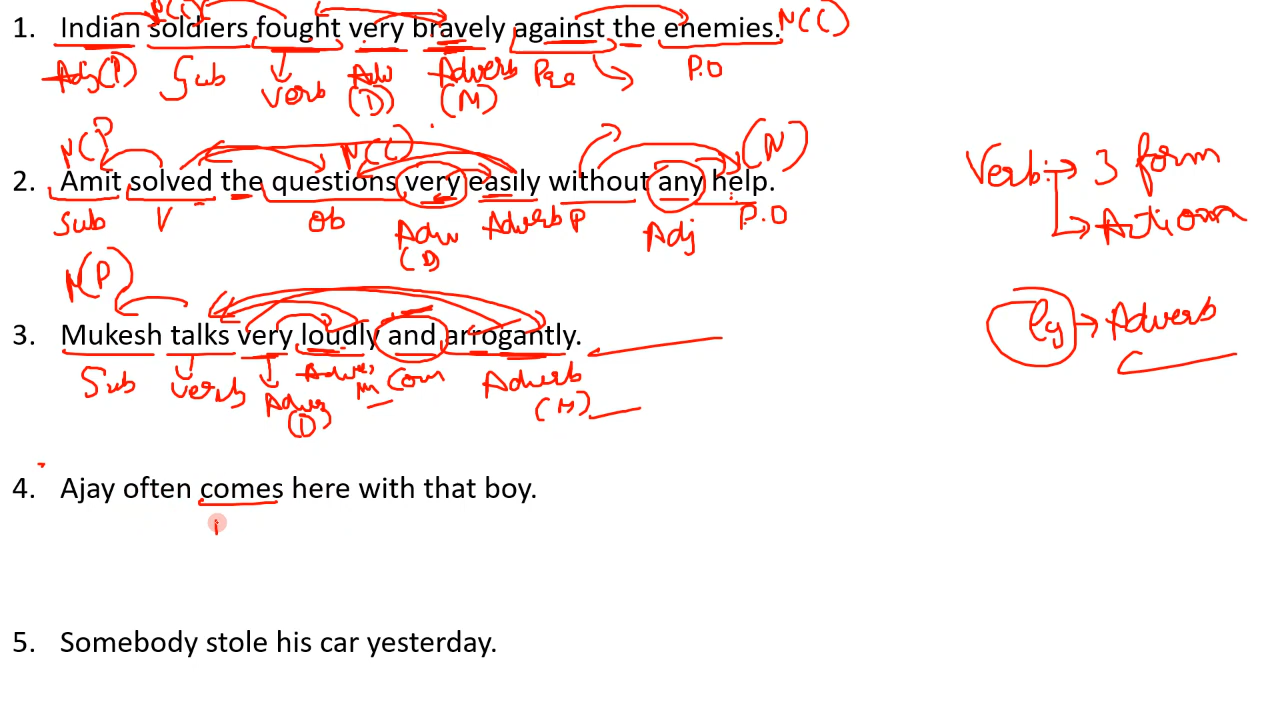 N(C)
1. Indian soldiers fought very bravely against the enemies. N(C)
Adj(P) Sub Verb Adv (D) Adverb (M) Pre P.O
N(P) N(C) (N)
2. Amit solved the questions very easily without any help.
Sub V Ob Adv (D) Adverb P Adj P.O
Verb: → 3 form
→ Action
N(P)
3. Mukesh talks very loudly and arrogantly.
Sub Verb Adver (D) M Con Adverb (M)
ly → Adverb
4. Ajay often comes here with that boy.
5. Somebody stole his car yesterday.